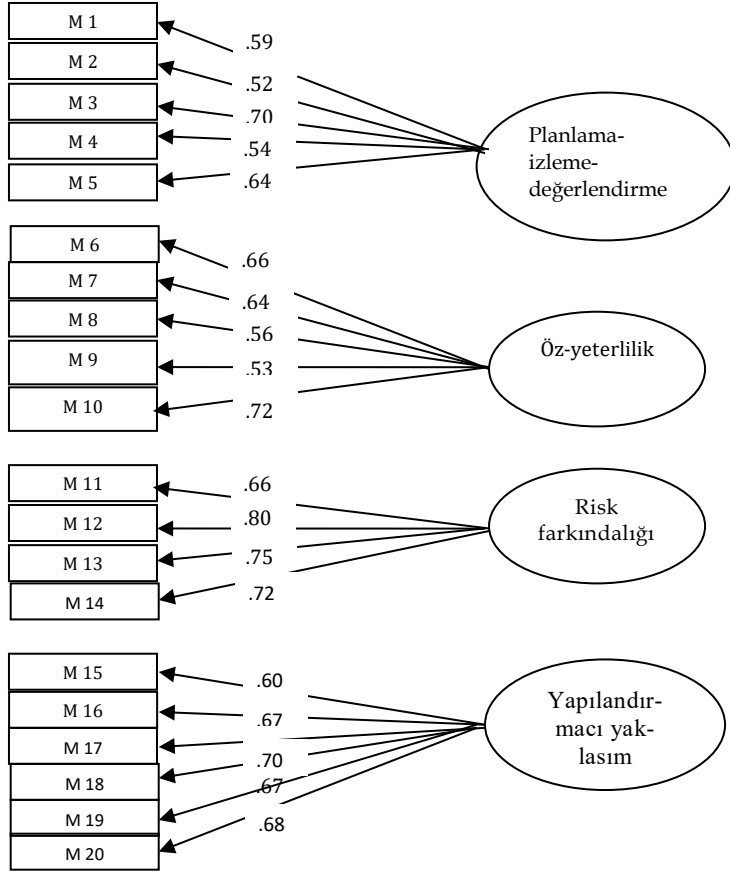 M 1
.59
M 2
.52
M 3
.70
M 4
.54
M 5
.64
Planlama-
izleme-
değerlendirme
M 6
.66
M 7
.64
M 8
.56
M 9
.53
M 10
.72
Öz-yeterlilik
M 11
.66
M 12
.80
M 13
.75
M 14
.72
Risk
farkındalığı
M 15
.60
M 16
.67
M 17
.70
M 18
.67
M 19
.68
M 20
Yapılandır-
macı yak-
lasım